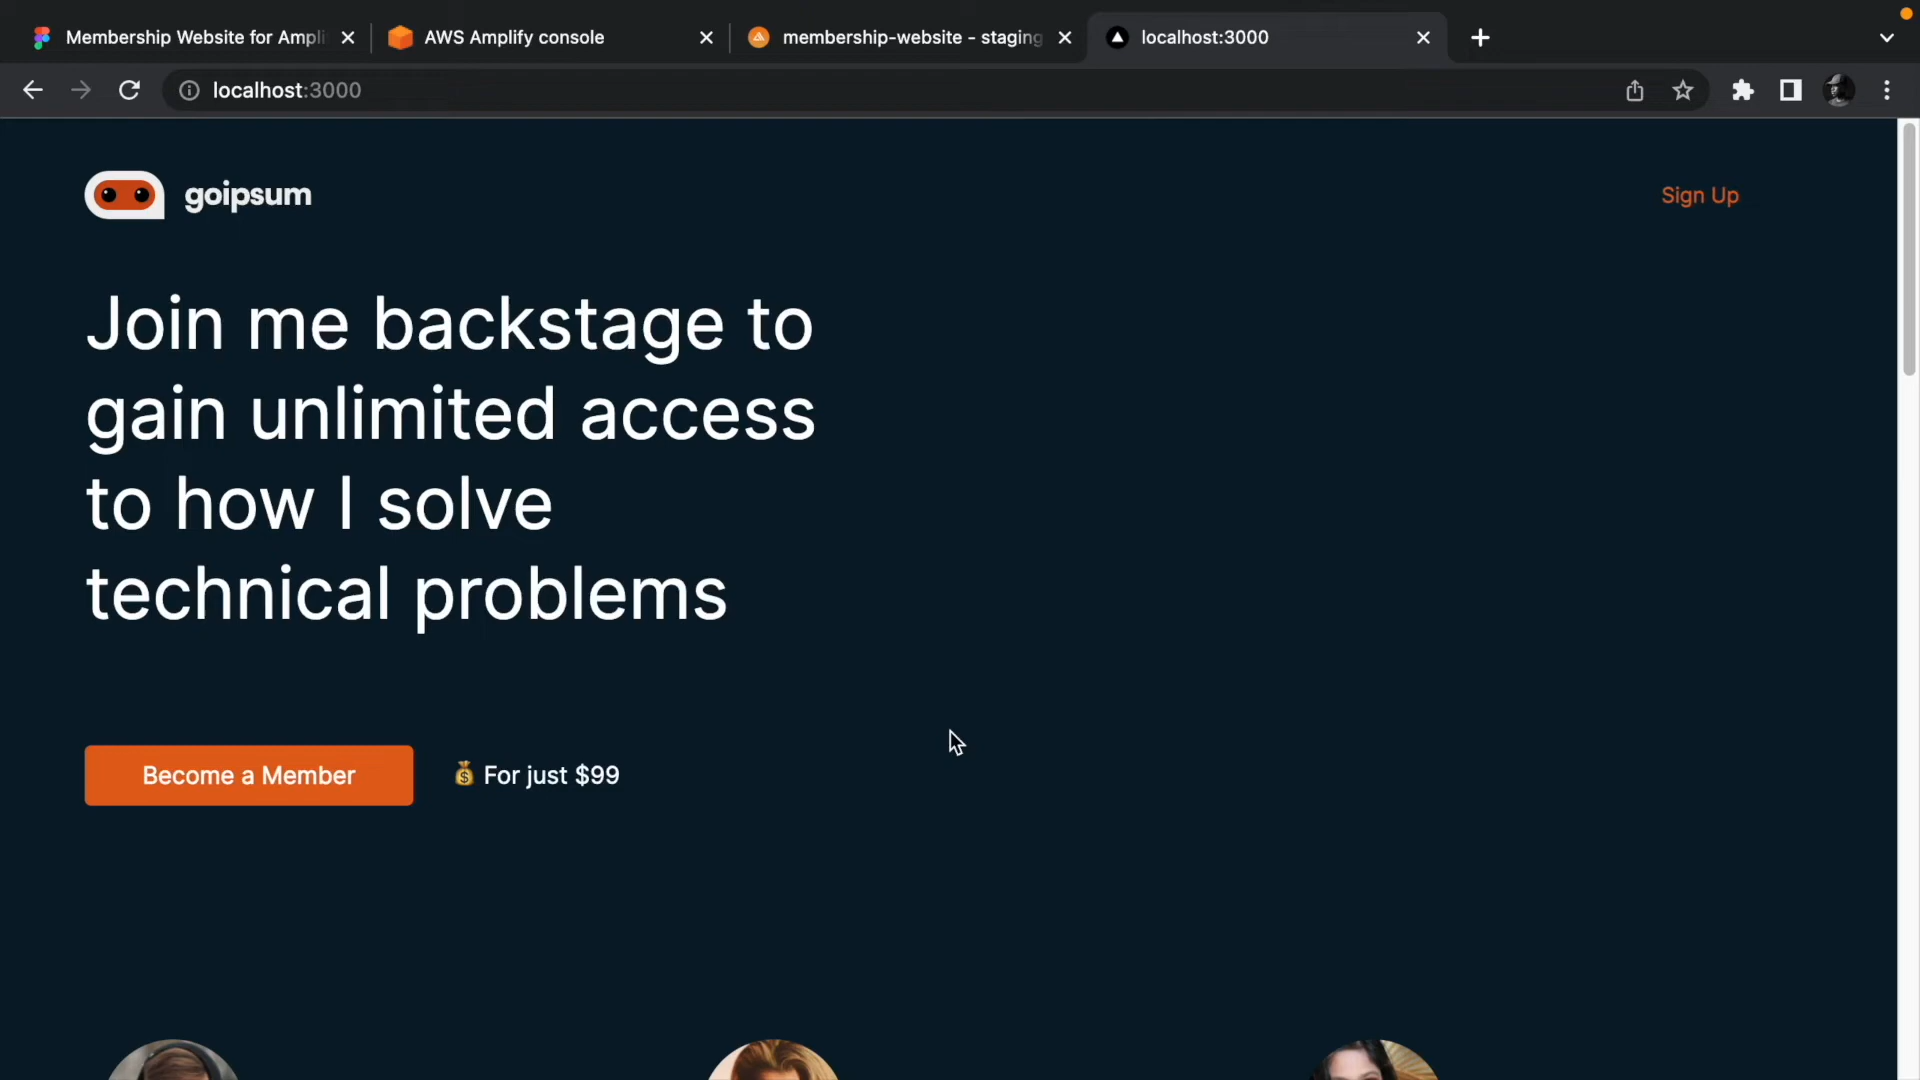 Membership Website for Ampli
AWS Amplify console
membership-website - staging
localhost:3000
localhost:3000
goipsum
Sign Up
Join me backstage to
gain unlimited access
to how I solve
technical problems
Become a Member
💰 For just $99